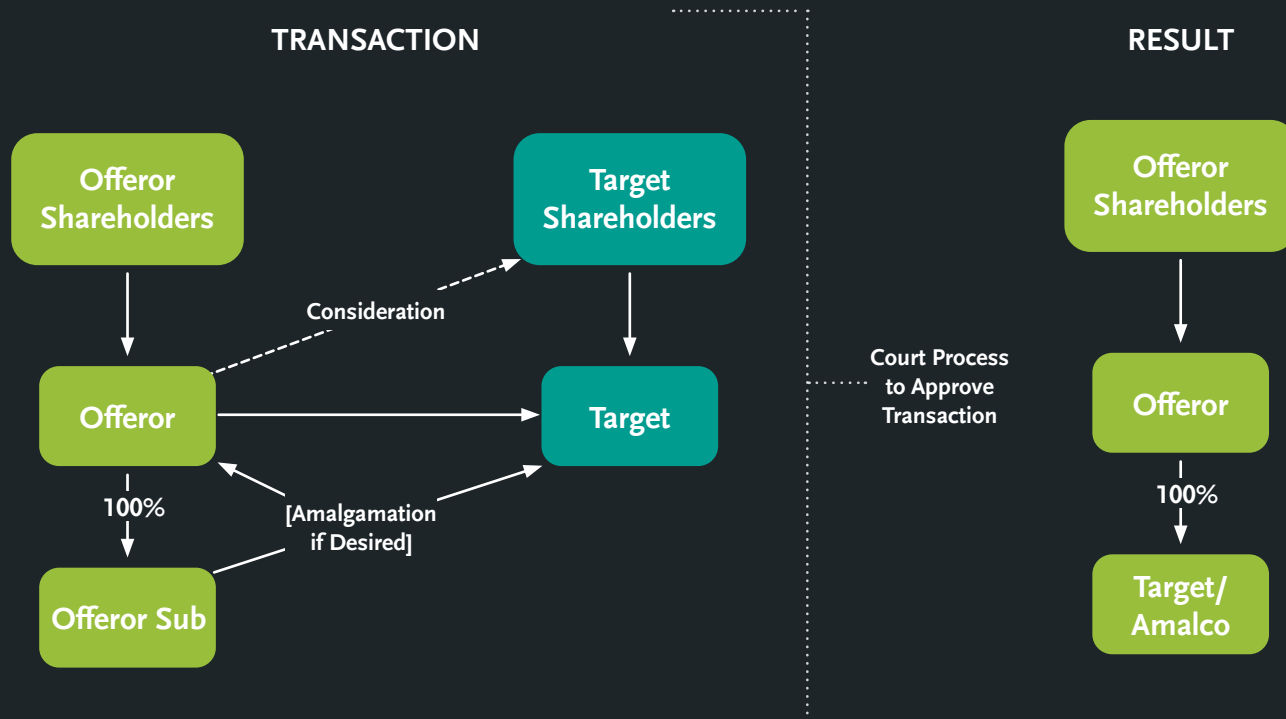 TRANSACTION
Offeror
Shareholders
Target
Shareholders
Consideration
Offeror
Target
100%
[Amalgamation
if Desired]
Offeror Sub
Court Process
to Approve
Transaction
RESULT
Offeror
Shareholders
Offeror
100%
Target/
Amalco